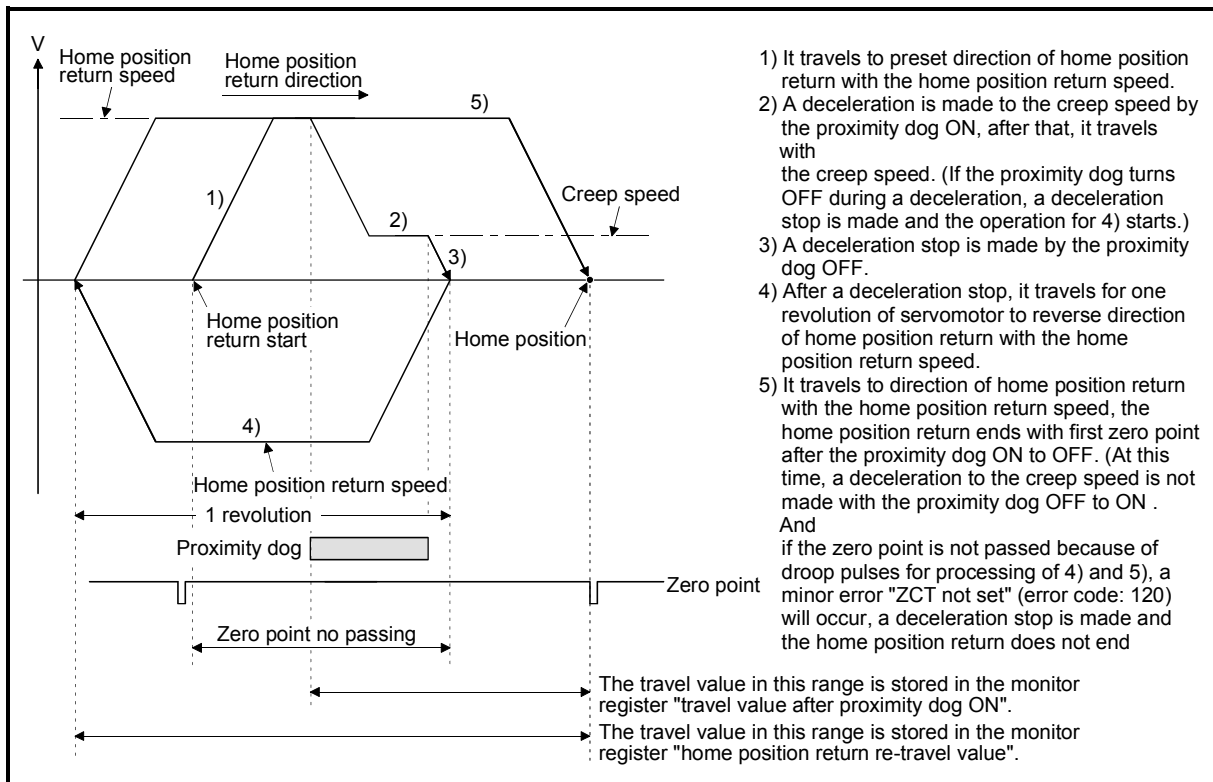 V
Home position
return speed
Home position
return direction
5)
1)
Creep speed
2)
3)
Home position
return start
Home position
4)
Home position return speed
1 revolution
Proximity dog
Zero point
Zero point no passing
The travel value in this range is stored in the monitor
register "travel value after proximity dog ON".
The travel value in this range is stored in the monitor
register "home position return re-travel value".
1) It travels to preset direction of home position
return with the home position return speed.
2) A deceleration is made to the creep speed by
the proximity dog ON, after that, it travels
with
the creep speed. (If the proximity dog turns
OFF during a deceleration, a deceleration
stop is made and the operation for 4) starts.)
3) A deceleration stop is made by the proximity
dog OFF.
4) After a deceleration stop, it travels for one
revolution of servomotor to reverse direction
of home position return with the home
position return speed.
5) It travels to direction of home position return
with the home position return speed, the
home position return ends with first zero point
after the proximity dog ON to OFF. (At this
time, a deceleration to the creep speed is not
made with the proximity dog OFF to ON .
And
if the zero point is not passed because of
droop pulses for processing of 4) and 5), a
minor error "ZCT not set" (error code: 120)
will occur, a deceleration stop is made and
the home position return does not end